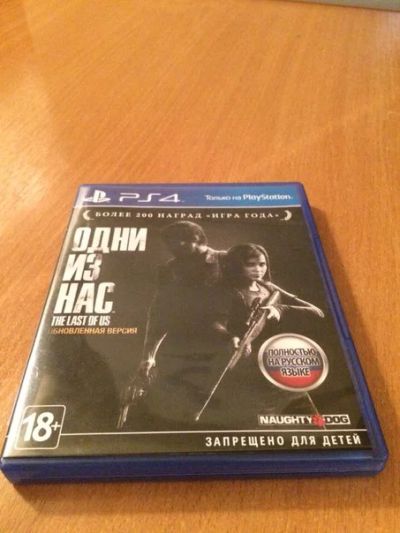 PS4
Только на PlayStation.
БОЛЕЕ 200 НАГРАД «ИГРА ГОДА»
ОДНИ
ИЗ
НАС
THE LAST OF US
ОБНОВЛЕННАЯ ВЕРСИЯ
ПОЛНОСТЬЮ
НА РУССКОМ
ЯЗЫКЕ
NAUGHTY DOG
18+
ЗАПРЕЩЕНО ДЛЯ ДЕТЕЙ